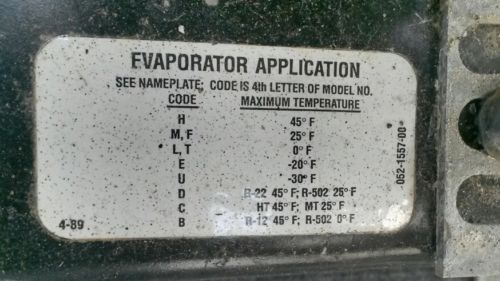 EVAPORATOR APPLICATION
SEE NAMEPLATE; CODE IS 4th LETTER OF MODEL NO.
CODE MAXIMUM TEMPERATURE
H 45° F
M, F 25° F
L, T 0° F
E -20° F
U -30° F
D R-22 45° F; R-502 25° F
C HT 45° F; MT 25° F
B R-12 45° F; R-502 0° F
4-89
052-1557-00